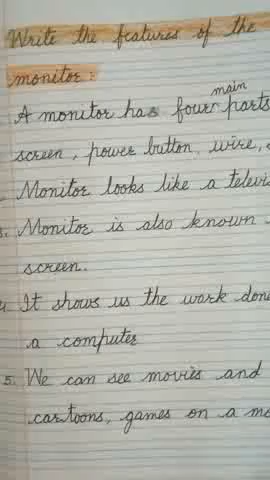 Write the features of the
monitor :
main
A monitor has four parts
screen, power button, wire,
Monitor looks like a
3. Monitor is also known
screen.
4. It shows us the work done
a computer
5. We can see movies and
cartoons, games on a